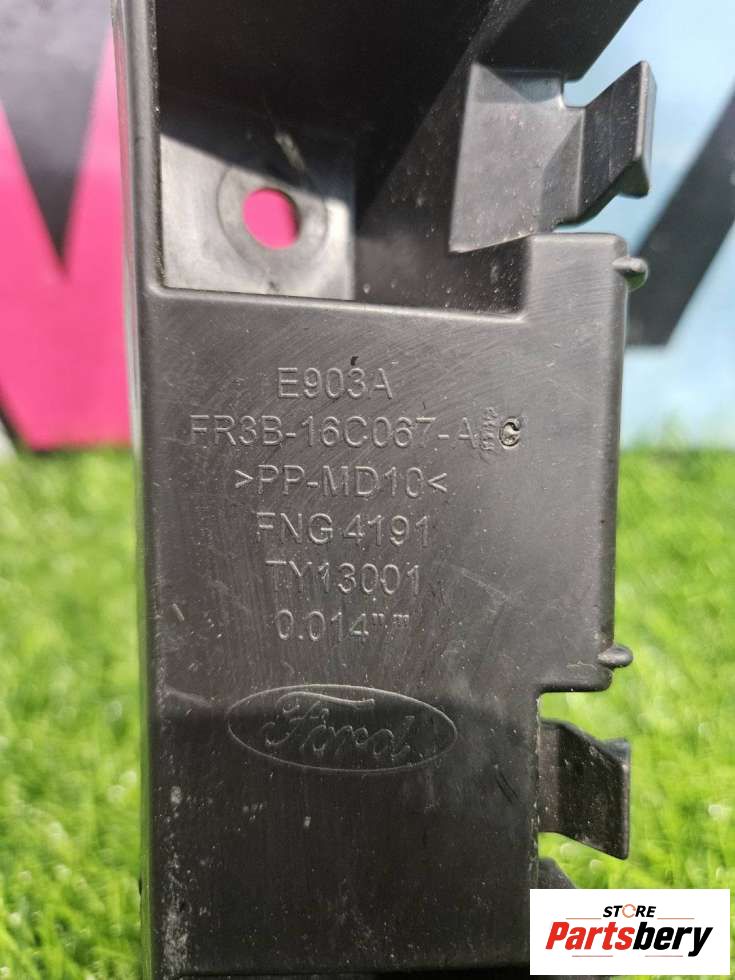 E903A
FR3B-16C067-A C
>PP-MD10<
FNG 4191
TY13001
0.014""
Ford
STORE
Partsbery